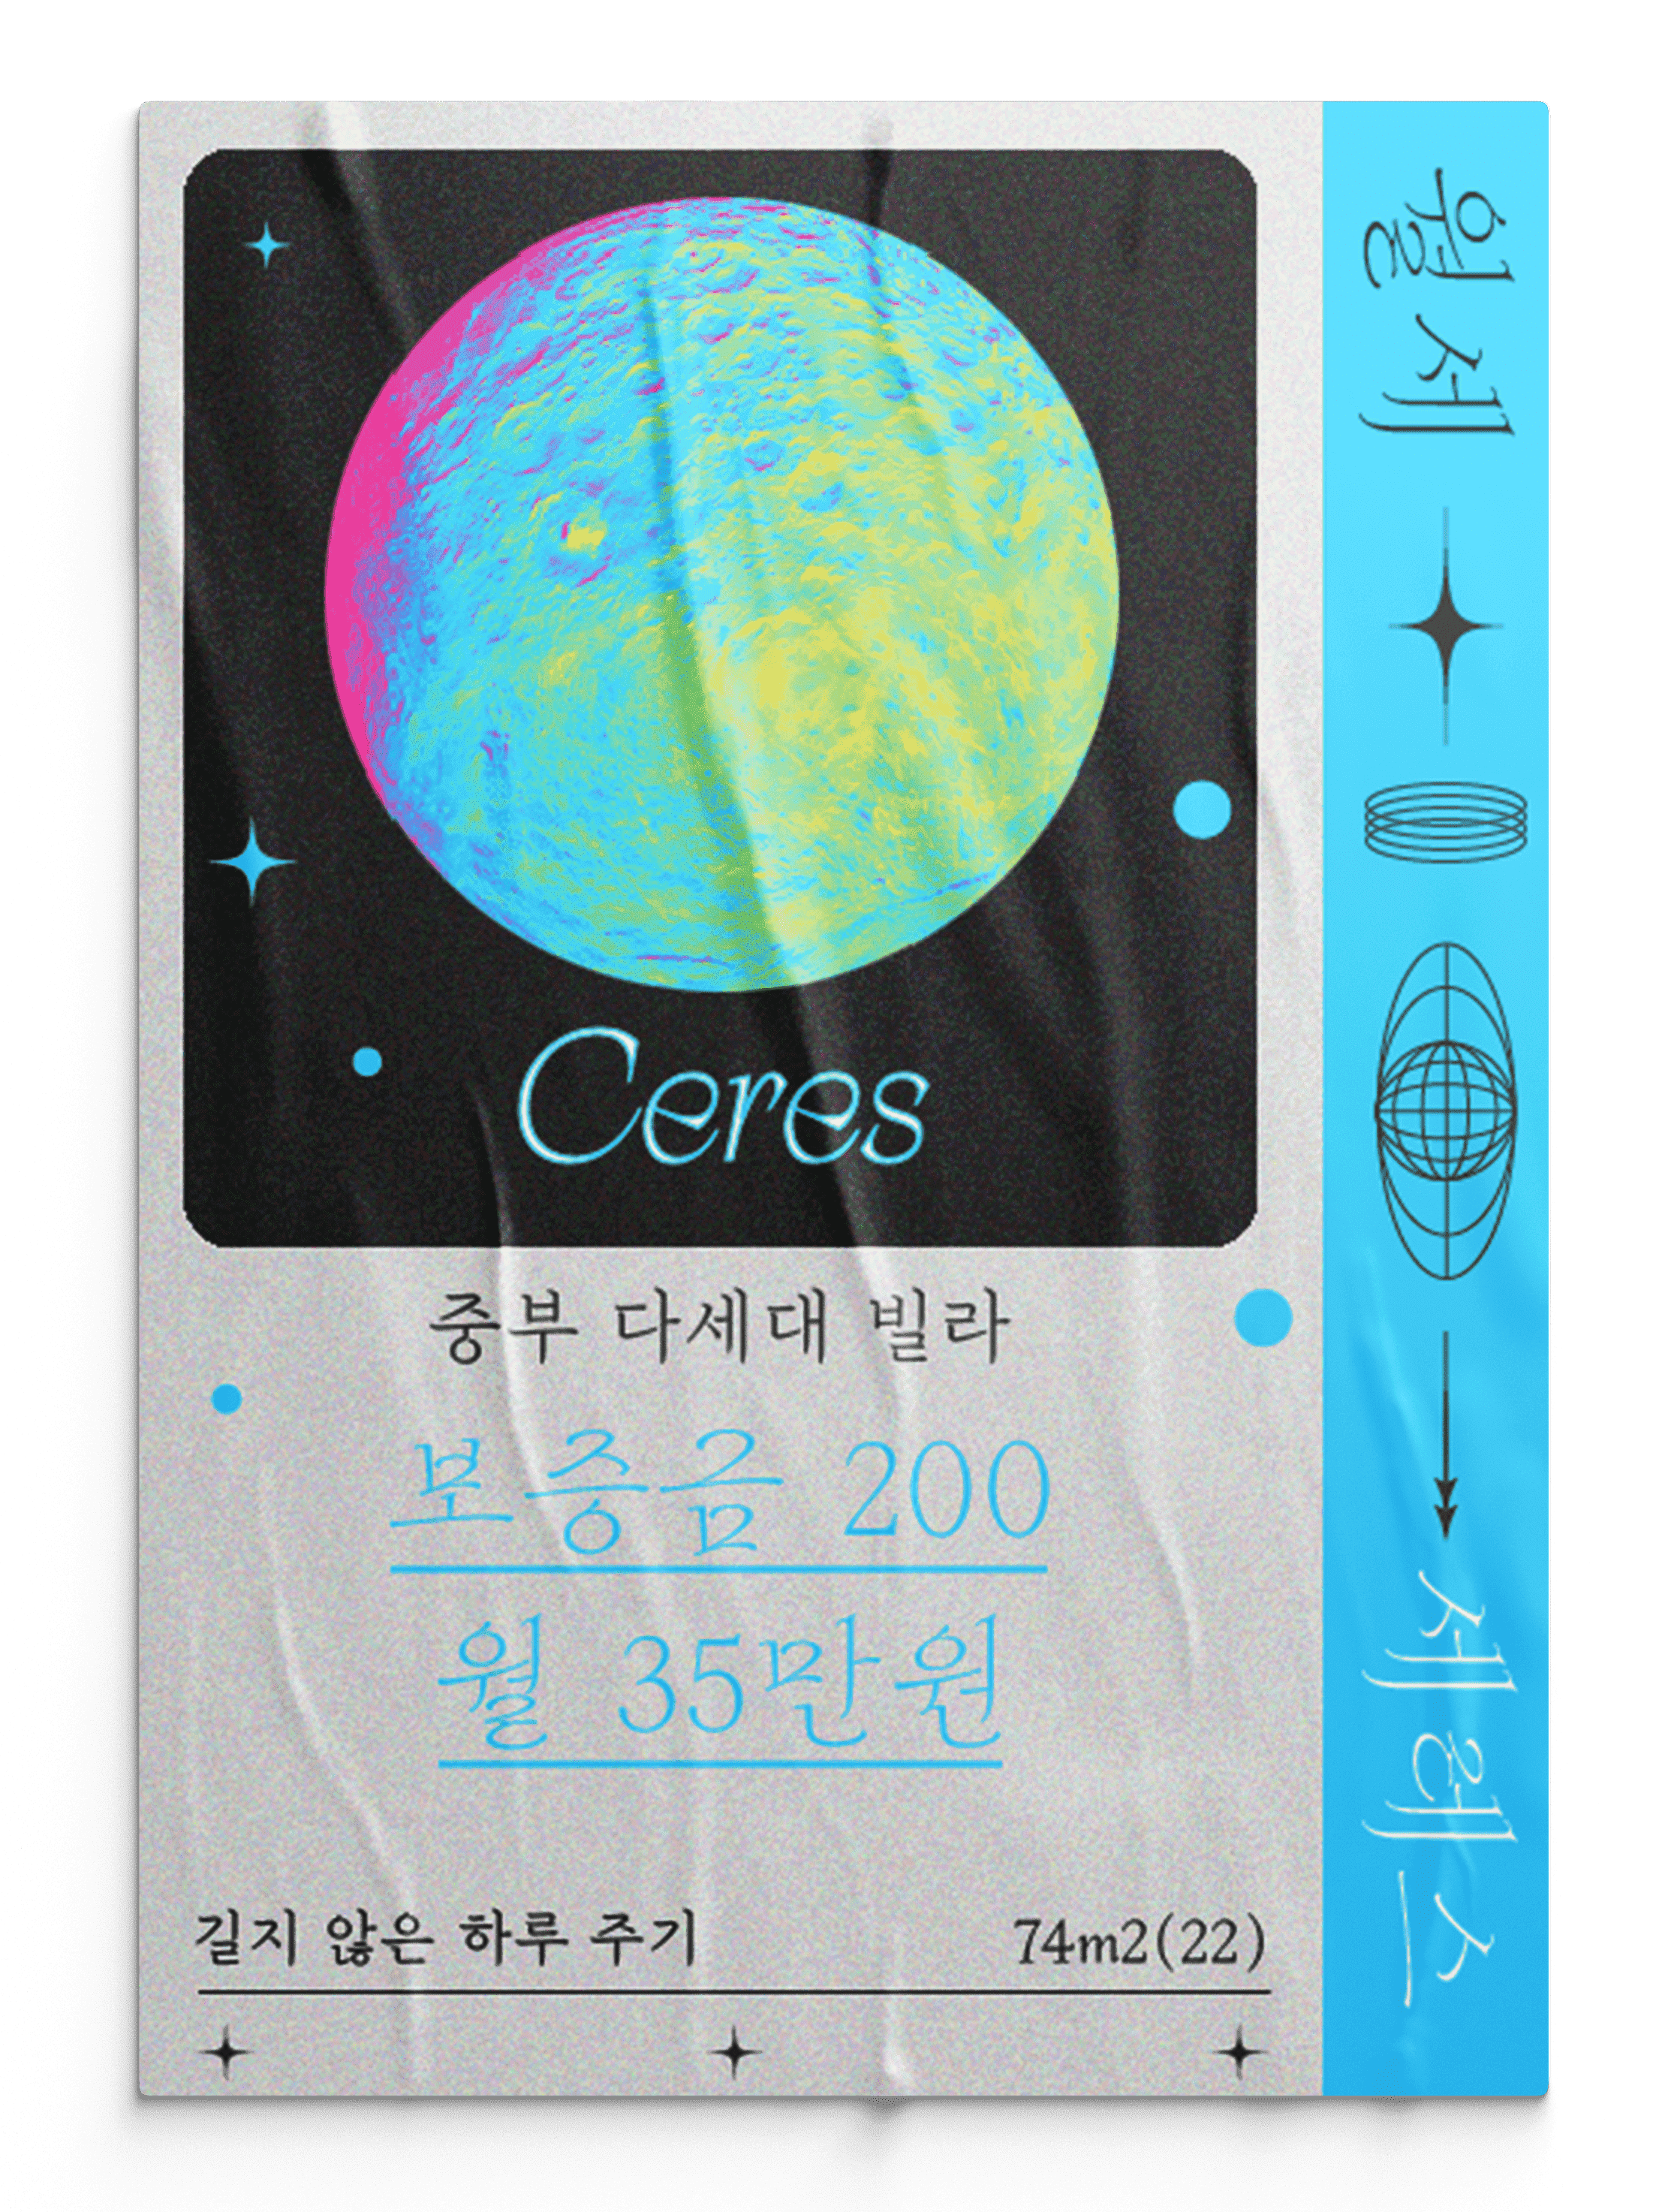 Ceres
중부 다세대 빌라
보증금 200
월 35만원
길지 않은 하루 주기
74m2(22)
월세
세레스